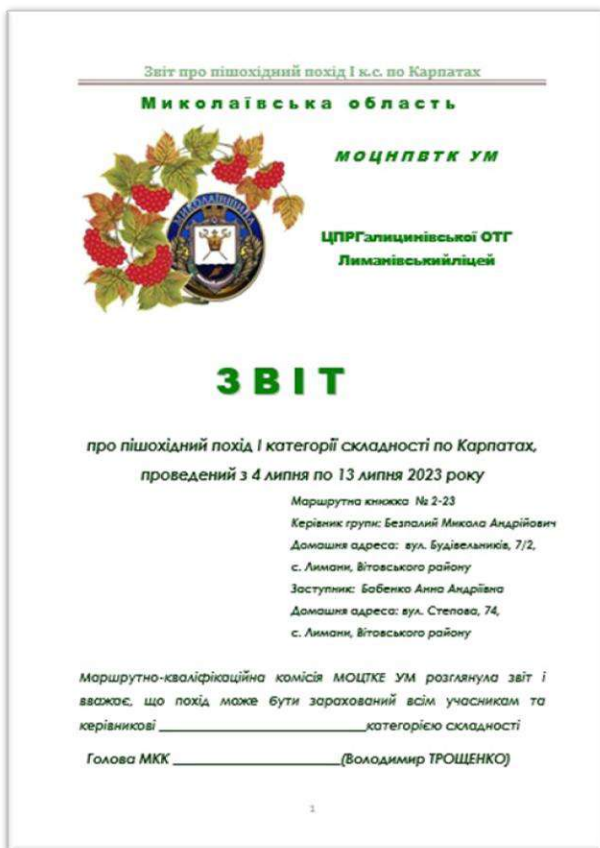 Звіт про пішохідний похід І к.с. по Карпатах
Миколаївська область
МОЦНПВТК УМ
МИКОЛАЇВЩИНА
ЦПРГалицинівської ОТГ
Лиманівськийліцей
ЗВІТ
про пішохідний похід І категорії складності по Карпатах,
проведений з 4 липня по 13 липня 2023 року
Маршрутна книжка № 2-23
Керівник групи: Безпалий Микола Андрійович
Домашня адреса: вул. Будівельників, 7/2,
с. Лимани, Вітовського району
Заступник: Бабенко Анна Андріївна
Домашня адреса: вул. Степова, 74,
с. Лимани, Вітовського району
Маршрутно-кваліфікаційна комісія МОЦТКЕ УМ розглянула звіт і
вважає, що похід може бути зарахований всім учасникам та
керівникові ______________________________категорією складності
Голова МКК ________________________(Володимир ТРОЩЕНКО)
1